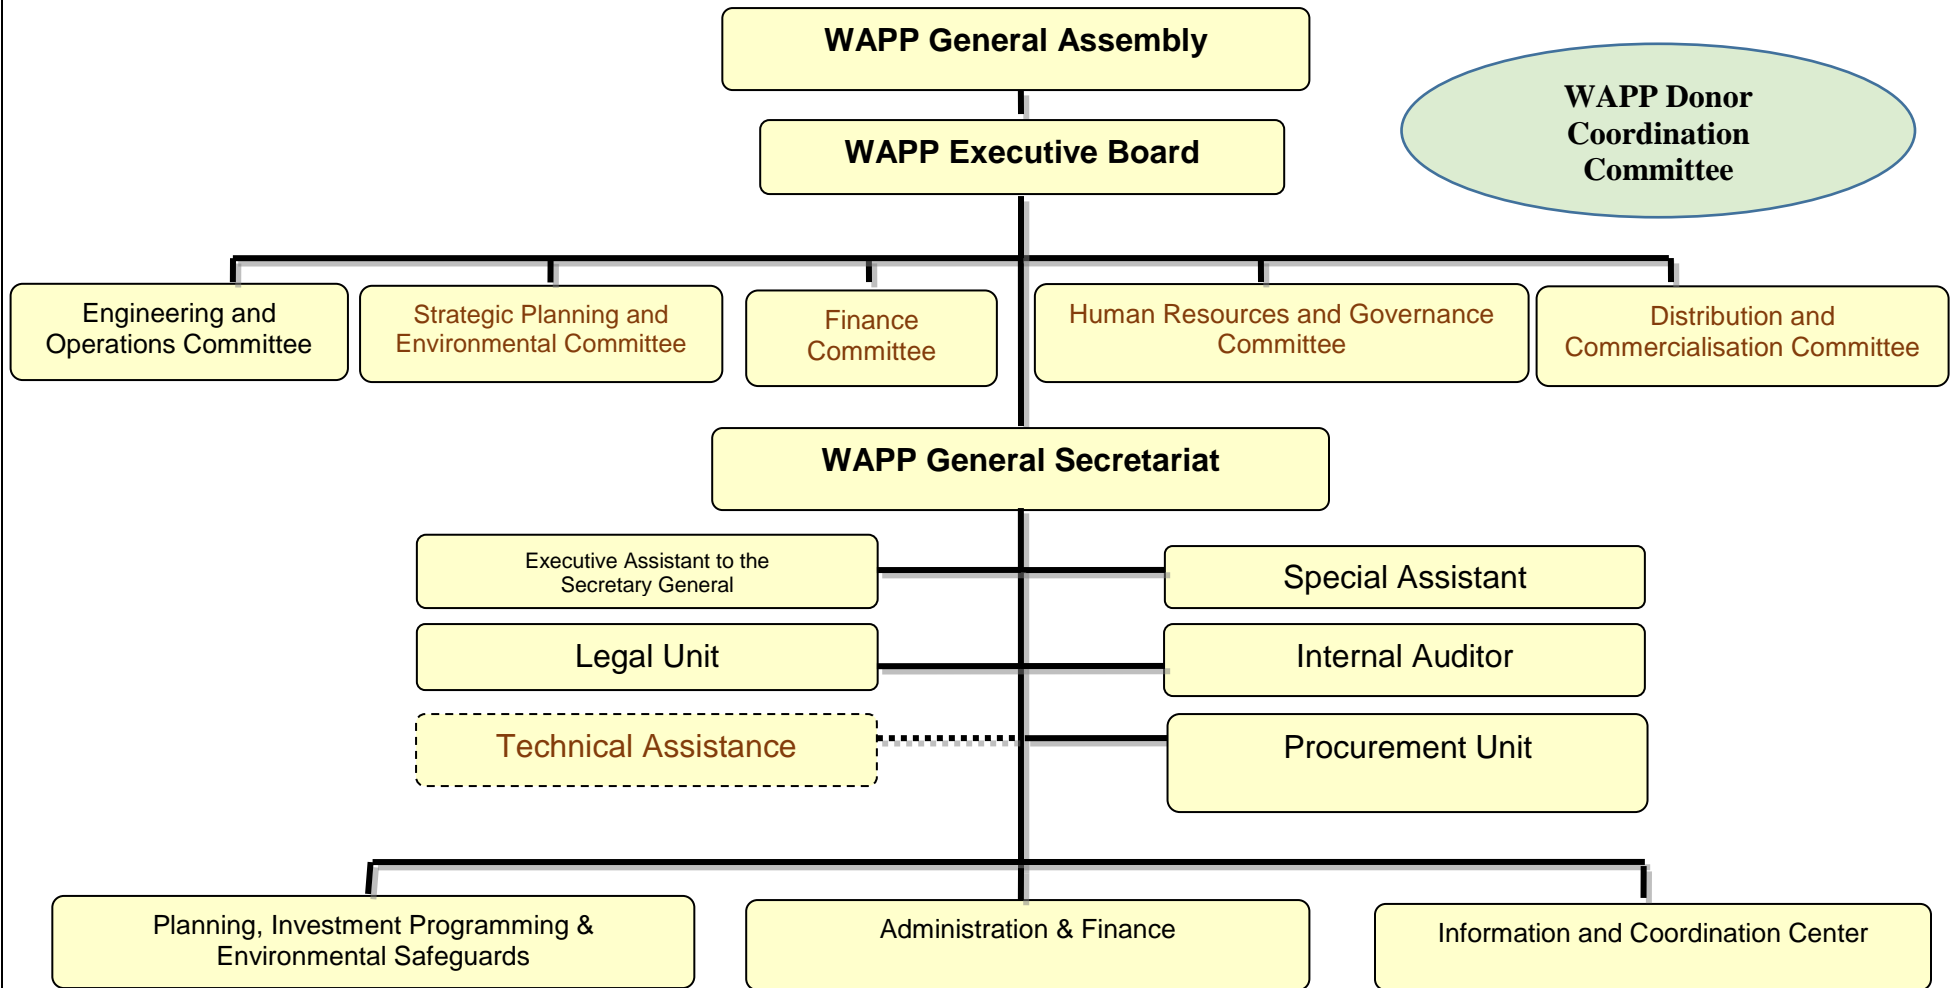 WAPP General Assembly
WAPP Donor
Coordination
Committee
WAPP Executive Board
Engineering and
Operations Committee
Strategic Planning and
Environmental Committee
Finance
Committee
Human Resources and Governance
Committee
Distribution and
Commercialisation Committee
WAPP General Secretariat
Executive Assistant to the
Secretary General
Special Assistant
Legal Unit
Internal Auditor
Technical Assistance
Procurement Unit
Planning, Investment Programming &
Environmental Safeguards
Administration & Finance
Information and Coordination Center